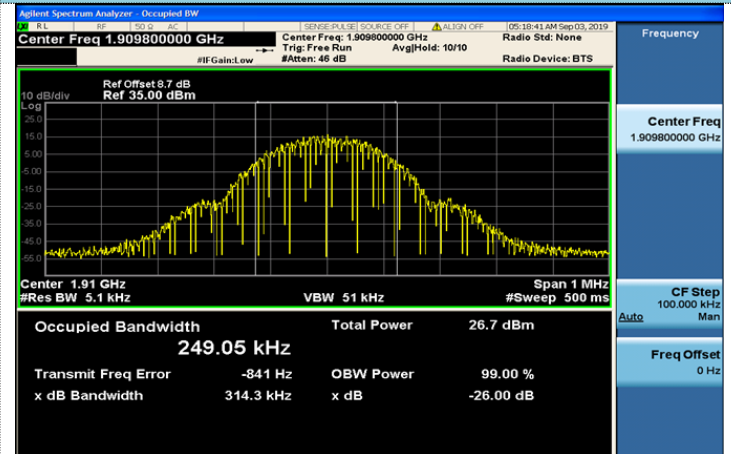 Agilent Spectrum Analyzer - Occupied BW
RL RF 50 Ω AC SENSE:PULSE SOURCE OFF ALIGN OFF 05:18:41 AM Sep 03, 2019
Center Freq 1.909800000 GHz Center Freq: 1.909800000 GHz Radio Std: None
Trig: Free Run Avg|Hold: 10/10
#IFGain:Low #Atten: 46 dB Radio Device: BTS
Ref Offset 8.7 dB
10 dB/div Ref 35.00 dBm
Log
25.0
15.0
5.00
-5.00
-15.0
-25.0
-35.0
-45.0
-55.0
Center 1.91 GHz Span 1 MHz
#Res BW 5.1 kHz VBW 51 kHz #Sweep 500 ms
Occupied Bandwidth Total Power 26.7 dBm
249.05 kHz
Transmit Freq Error -841 Hz OBW Power 99.00 %
x dB Bandwidth 314.3 kHz x dB -26.00 dB
Frequency
Center Freq
1.909800000 GHz
CF Step
100.000 kHz
Auto Man
Freq Offset
0 Hz